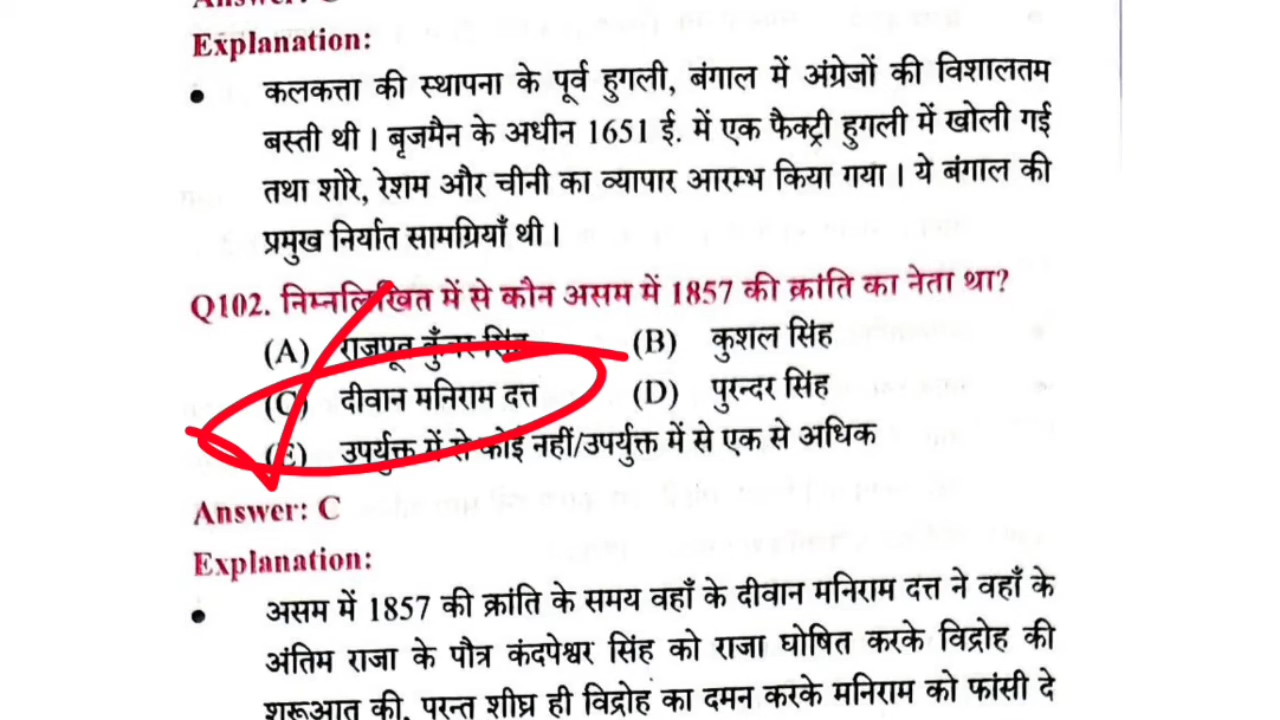 Explanation:
● कलकत्ता की स्थापना के पूर्व हुगली, बंगाल में अंग्रेजों की विशालतम
बस्ती थी। बृजमैन के अधीन 1651 ई. में एक फैक्ट्री हुगली में खोली गई
तथा शोरे, रेशम और चीनी का व्यापार आरम्भ किया गया। ये बंगाल की
प्रमुख निर्यात सामग्रियाँ थी।
Q102. निम्नलिखित में से कौन असम में 1857 की क्रांति का नेता था?
(A) राजपूत कुँवर सिंह (B) कुशल सिंह
(C) दीवान मनिराम दत्त (D) पुरन्दर सिंह
(E) उपर्युक्त में से कोई नहीं/उपर्युक्त में से एक से अधिक
Answer: C
Explanation:
● असम में 1857 की क्रांति के समय वहाँ के दीवान मनिराम दत्त ने वहाँ के
अंतिम राजा के पौत्र कंदपेश्वर सिंह को राजा घोषित करके विद्रोह की
शुरूआत की, परन्तु शीघ्र ही विद्रोह का दमन करके मनिराम को फांसी दे